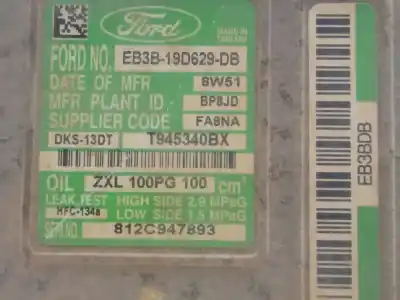 Ford
MADE IN THAILAND
FORD NO. EB3B-19D629-DB
DATE OF MFR 8W51
MFR PLANT ID. BP8JD
SUPPLIER CODE FA8NA
DKS-13DT T945340BX
OIL ZXL 100PG 100 cm³
LEAK TEST HIGH SIDE 2.9 MPaG
HFC-134a LOW SIDE 1.5 MPaG
SERI.NO. 812C947893
EB3BDB